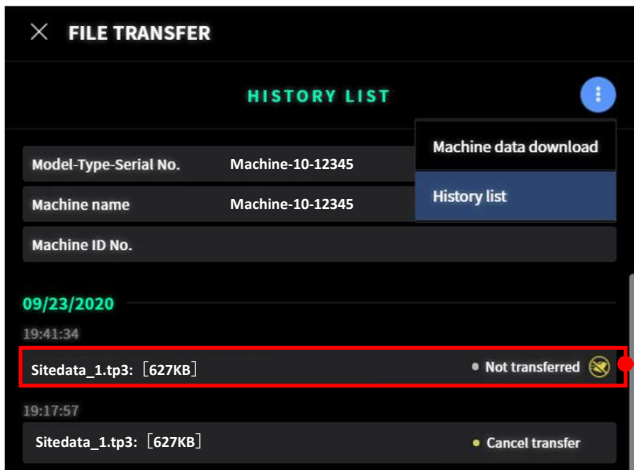 FILE TRANSFER
HISTORY LIST
Machine data download
History list
Model-Type-Serial No. Machine-10-12345
Machine name Machine-10-12345
Machine ID No.
09/23/2020
19:41:34
Sitedata_1.tp3: [627KB] Not transferred
19:17:57
Sitedata_1.tp3: [627KB] Cancel transfer